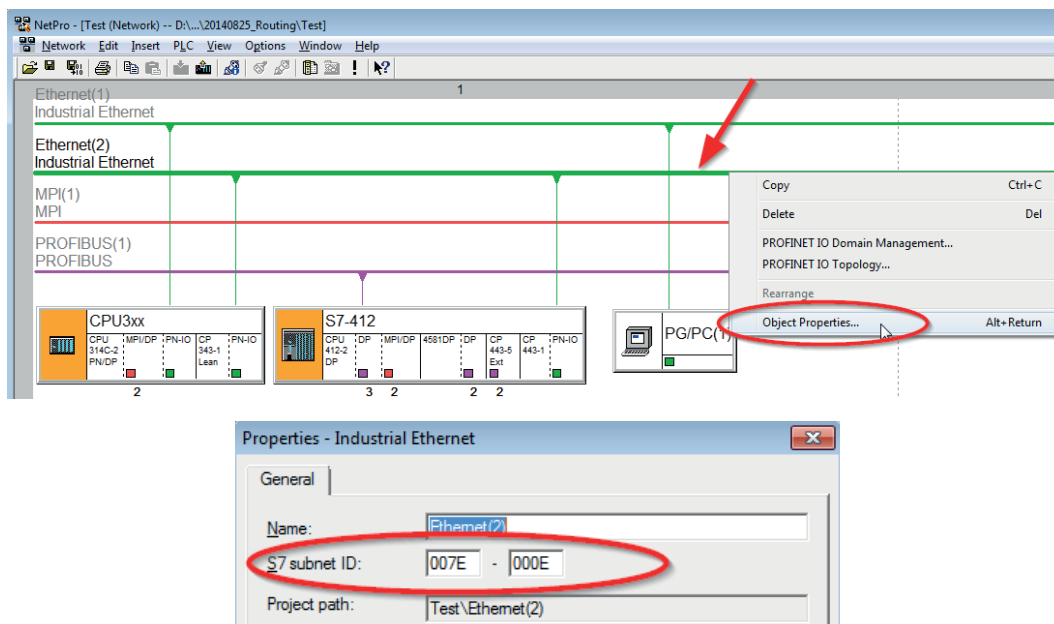 NetPro - [Test (Network) -- D:\...\20140825_Routing\Test]
Network Edit Insert PLC View Options Window Help
1
Ethernet(1)
Industrial Ethernet
Ethernet(2)
Industrial Ethernet
MPI(1)
MPI
PROFIBUS(1)
PROFIBUS
Copy Ctrl+C
Delete Del
PROFINET IO Domain Management...
PROFINET IO Topology...
Rearrange
Object Properties... Alt+Return
CPU3xx
CPU 314C-2 PN/DP
MPI/DP
PN-IO
CP 343-1 Lean
PN-IO
2
S7-412
CPU 412-2 DP
DP
MPI/DP
4581DP
DP
CP 443-5 Ext
CP 443-1
PN-IO
3 2 2 2
PG/PC(1)
Properties - Industrial Ethernet
General
Name: Ethernet(2)
S7 subnet ID: 007E - 000E
Project path: Test\Ethernet(2)